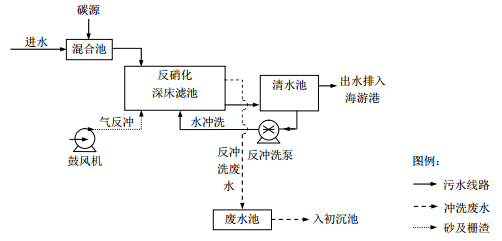 碳源
进水
混合池
反硝化
深床滤池
清水池
出水排入
海游港
气反冲
水冲洗
鼓风机
反冲洗泵
反冲
洗废
水
废水池
入初沉池
图例：
污水线路
冲洗废水
砂及栅渣